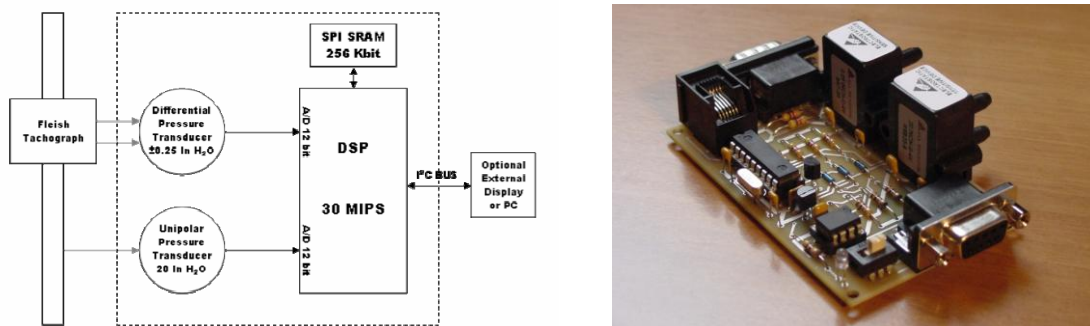 SPI SRAM
256 Kbit
Fleish
Tachograph
Differential
Pressure
Transducer
±0.25 In H₂O
A/D 12 bit
DSP
30 MIPS
I²C BUS
Optional
External
Display
or PC
Unipolar
Pressure
Transducer
20 In H₂O
A/D 12 bit